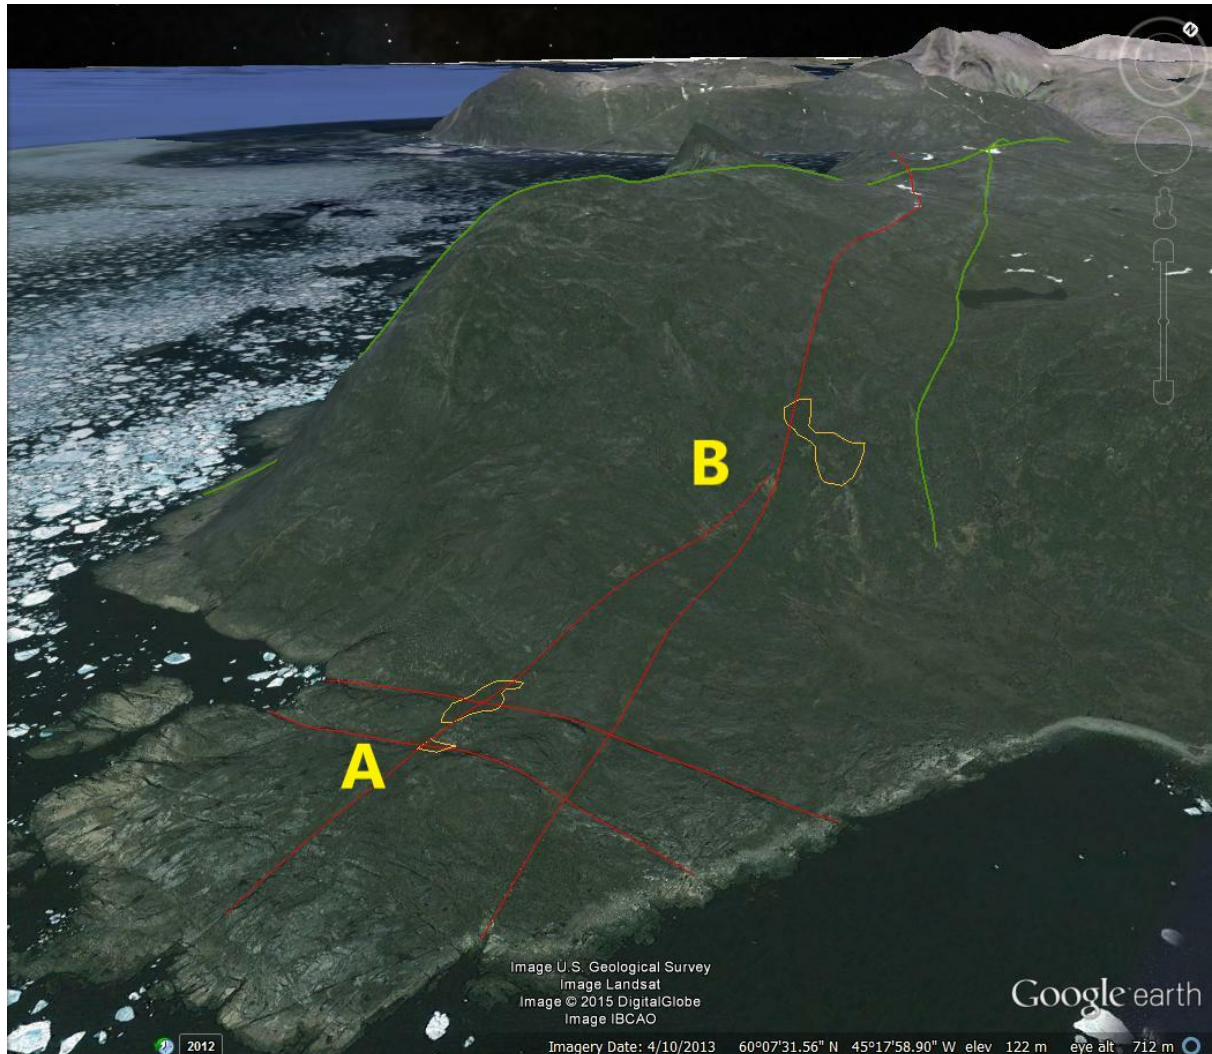 N
B
A
Image U.S. Geological Survey
Image Landsat
Image © 2015 DigitalGlobe
Image IBCAO
Google earth
2012
Imagery Date: 4/10/2013 60°07'31.56" N 45°17'58.90" W elev 122 m eye alt 712 m